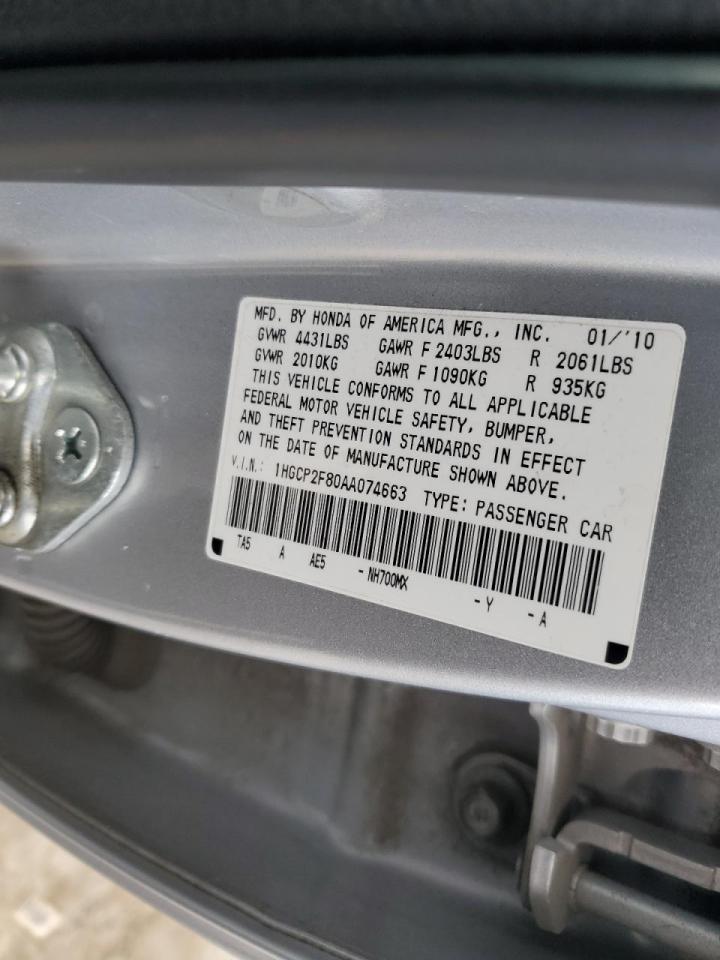 MFD. BY HONDA OF AMERICA MFG., INC. 01/'10
GVWR 4431LBS GAWR F 2403LBS R 2061LBS
GVWR 2010KG GAWR F 1090KG R 935KG
THIS VEHICLE CONFORMS TO ALL APPLICABLE
FEDERAL MOTOR VEHICLE SAFETY, BUMPER,
AND THEFT PREVENTION STANDARDS IN EFFECT
ON THE DATE OF MANUFACTURE SHOWN ABOVE.
V.I.N.: 1HGCP2F80AA074663 TYPE: PASSENGER CAR
TA5 A AE5 -NH700MX -Y -A